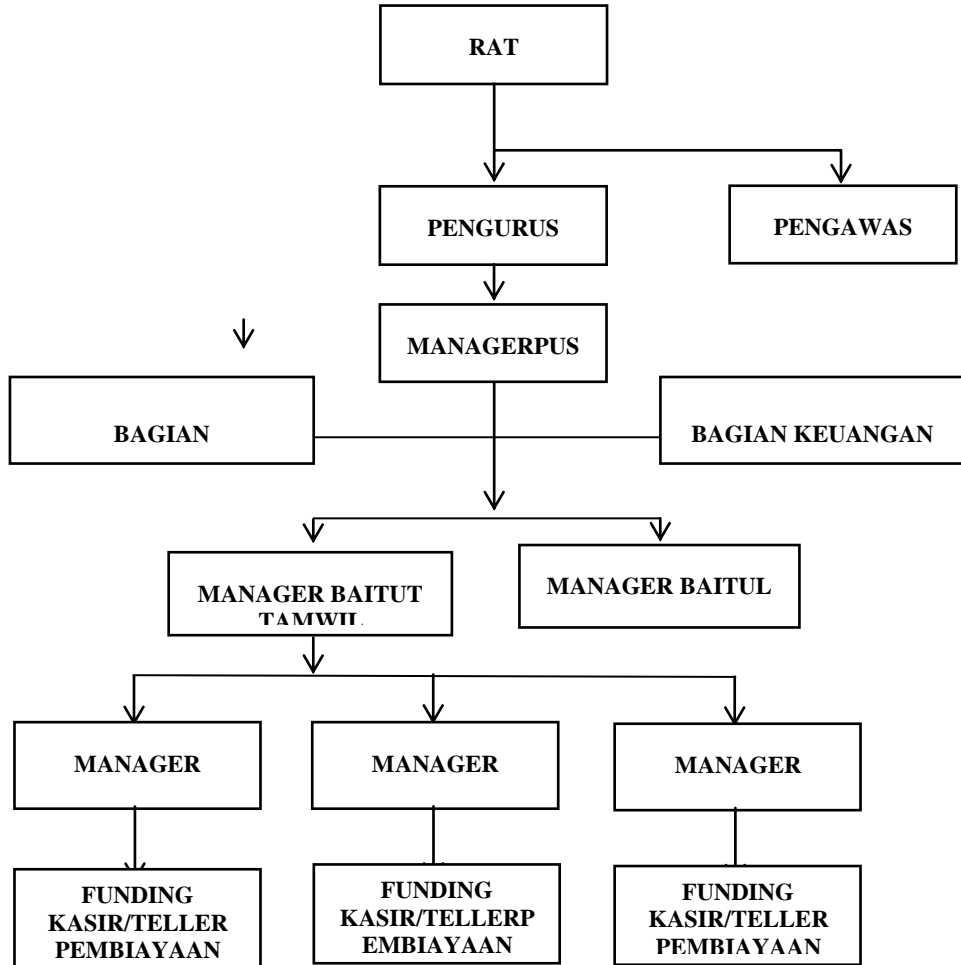 RAT
PENGURUS
PENGAWAS
MANAGERPUS
BAGIAN
BAGIAN KEUANGAN
MANAGER BAITUT
TAMWIL
MANAGER BAITUL
MANAGER
MANAGER
MANAGER
FUNDING
KASIR/TELLER
PEMBIAYAAN
FUNDING
KASIR/TELLERP
EMBIAYAAN
FUNDING
KASIR/TELLER
PEMBIAYAAN